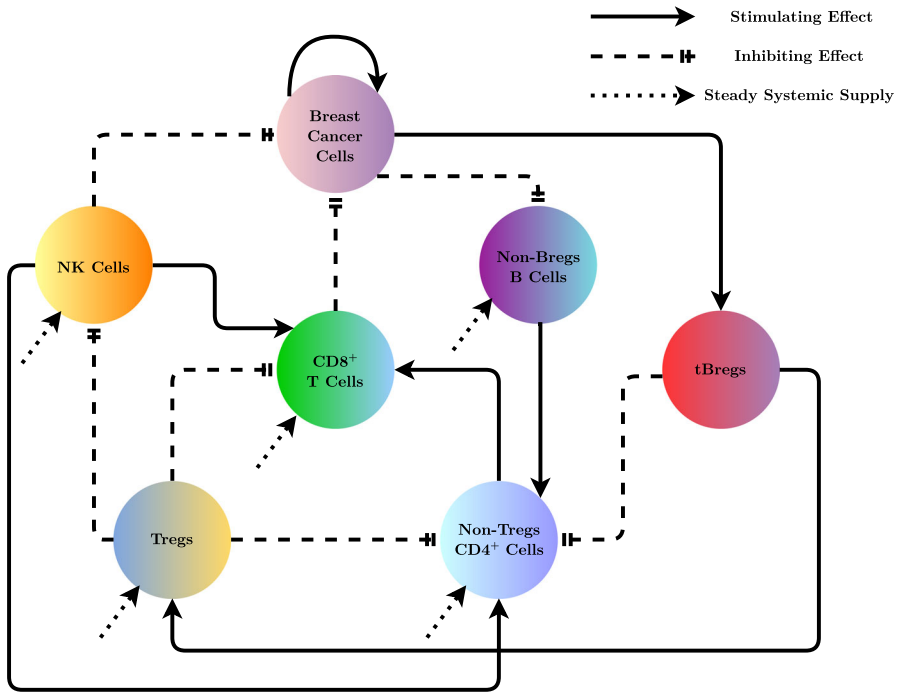 Stimulating Effect
Inhibiting Effect
Steady Systemic Supply
Breast
Cancer
Cells
NK Cells
Non-Bregs
B Cells
CD8⁺
T Cells
tBregs
Tregs
Non-Tregs
CD4⁺ Cells